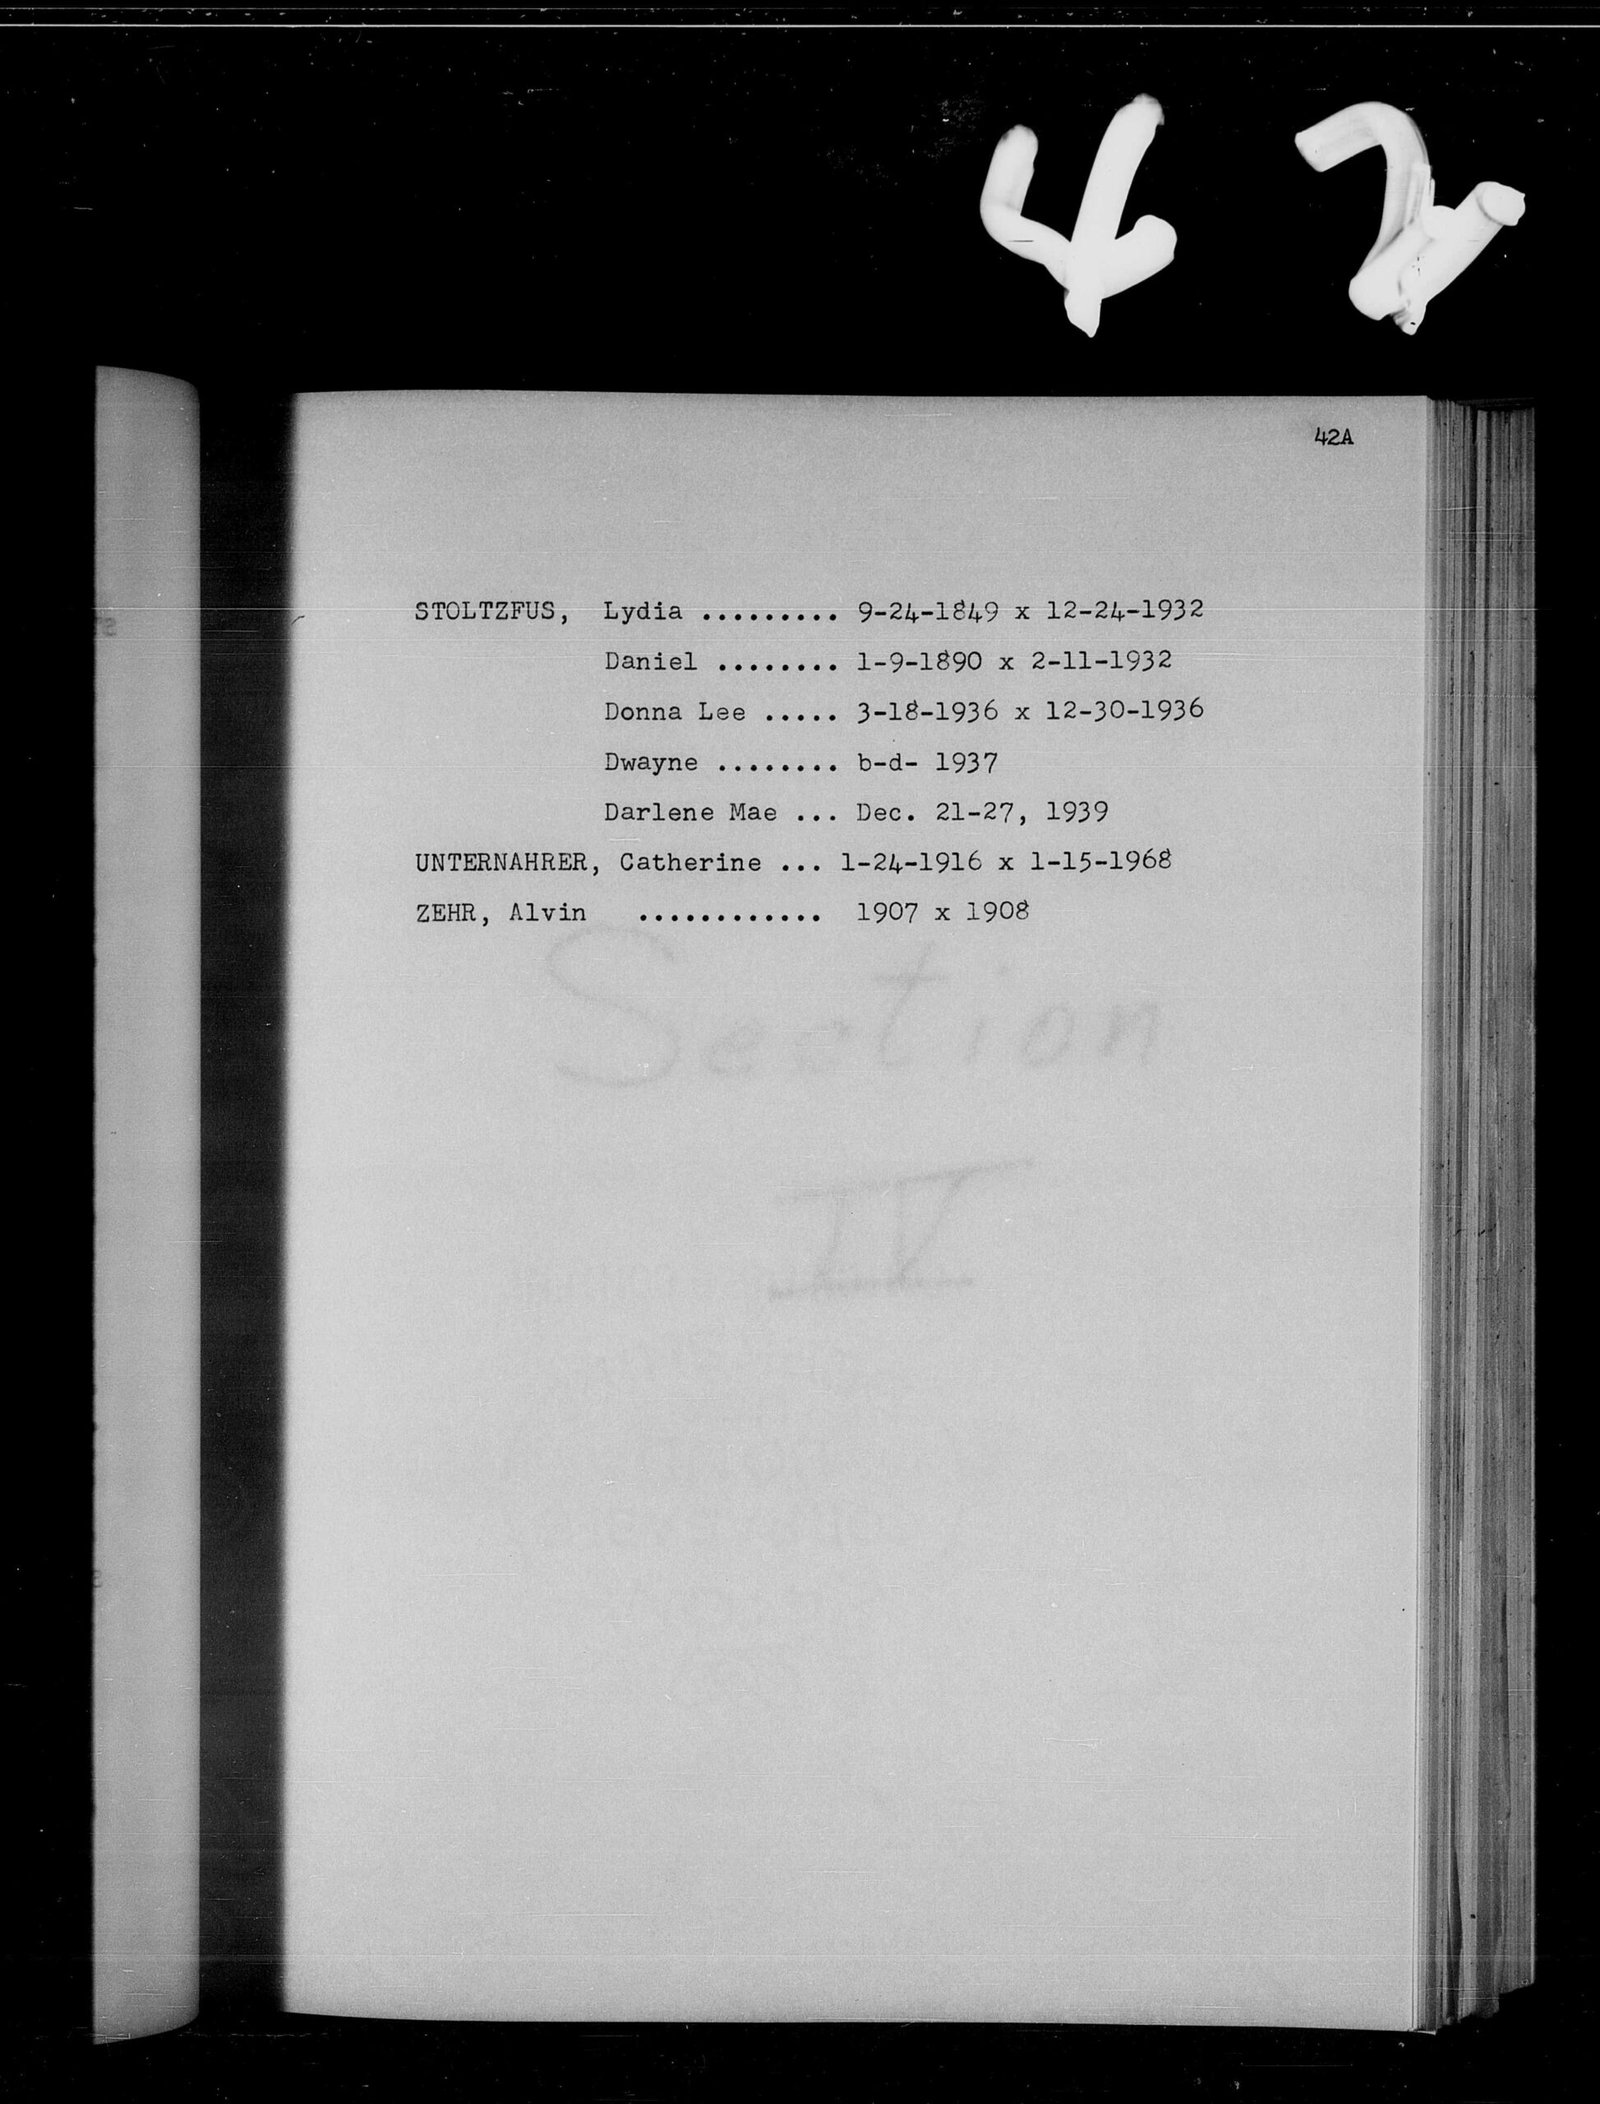 4 2
42A
STOLTZFUS, Lydia ......... 9-24-1849 x 12-24-1932
Daniel ........ 1-9-1890 x 2-11-1932
Donna Lee ..... 3-18-1936 x 12-30-1936
Dwayne ........ b-d- 1937
Darlene Mae ... Dec. 21-27, 1939
UNTERNAHRER, Catherine ... 1-24-1916 x 1-15-1968
ZEHR, Alvin ............ 1907 x 1908
Section
IV